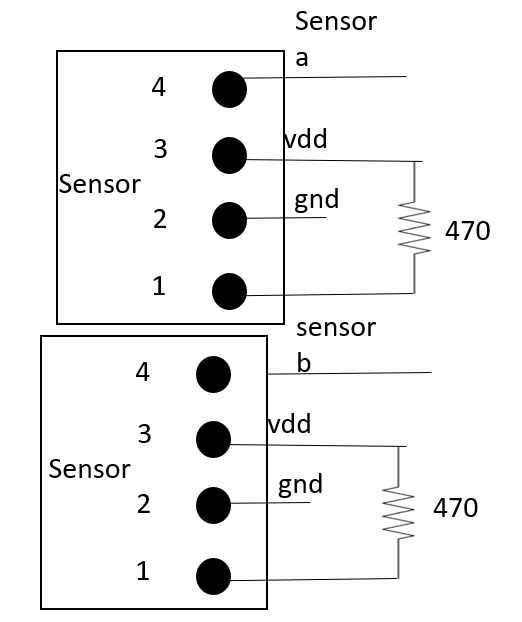 Sensor
a
4
vdd
3
Sensor
gnd
2
470
1
sensor
b
4
vdd
3
Sensor
gnd
2
470
1